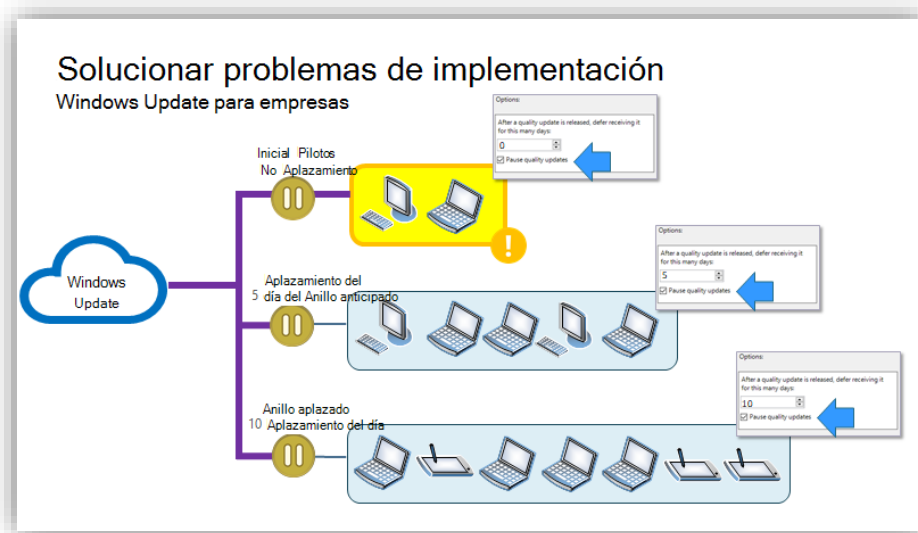 Solucionar problemas de implementación
Windows Update para empresas
Options:
After a quality update is released, defer receiving it
for this many days:
0
Pause quality updates
Inicial Pilotos
No Aplazamiento
Options:
After a quality update is released, defer receiving it
for this many days:
5
Pause quality updates
Windows
Update
Aplazamiento del
5 día del Anillo anticipado
Options:
After a quality update is released, defer receiving it
for this many days:
10
Pause quality updates
Anillo aplazado
10 Aplazamiento del día